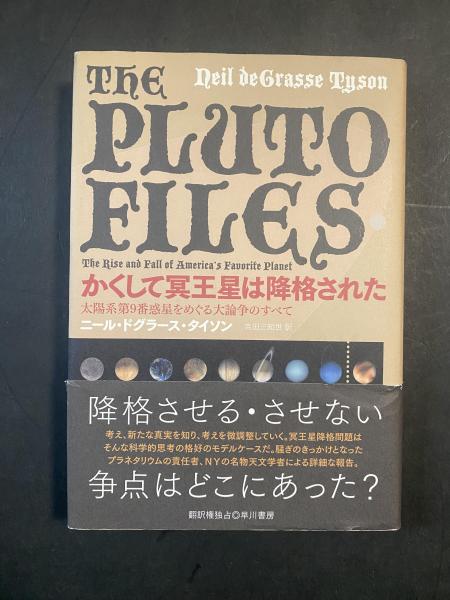 Neil deGrasse Tyson
THE
PLUTO
FILES
The Rise and Fall of America's Favorite Planet
かくして冥王星は降格された
太陽系第9番惑星をめぐる大論争のすべて
ニール・ドグラース・タイソン 吉田三知世 訳
降格させる・させない
考え、新たな真実を知り、考えを微調整していく。冥王星降格問題は
そんな科学的思考の格好のモデルケースだ。騒ぎのきっかけとなった
プラネタリウムの責任者、NYの名物天文学者による詳細な報告。
争点はどこにあった?
翻訳権独占◎早川書房